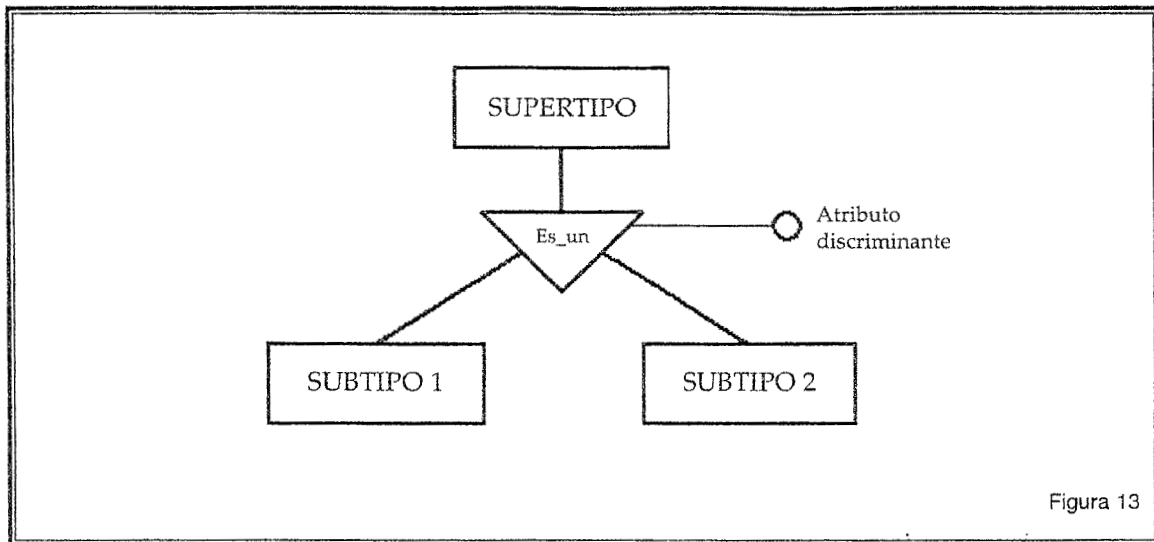 SUPERTIPO
Es_un
Atributo
discriminante
SUBTIPO 1
SUBTIPO 2
Figura 13